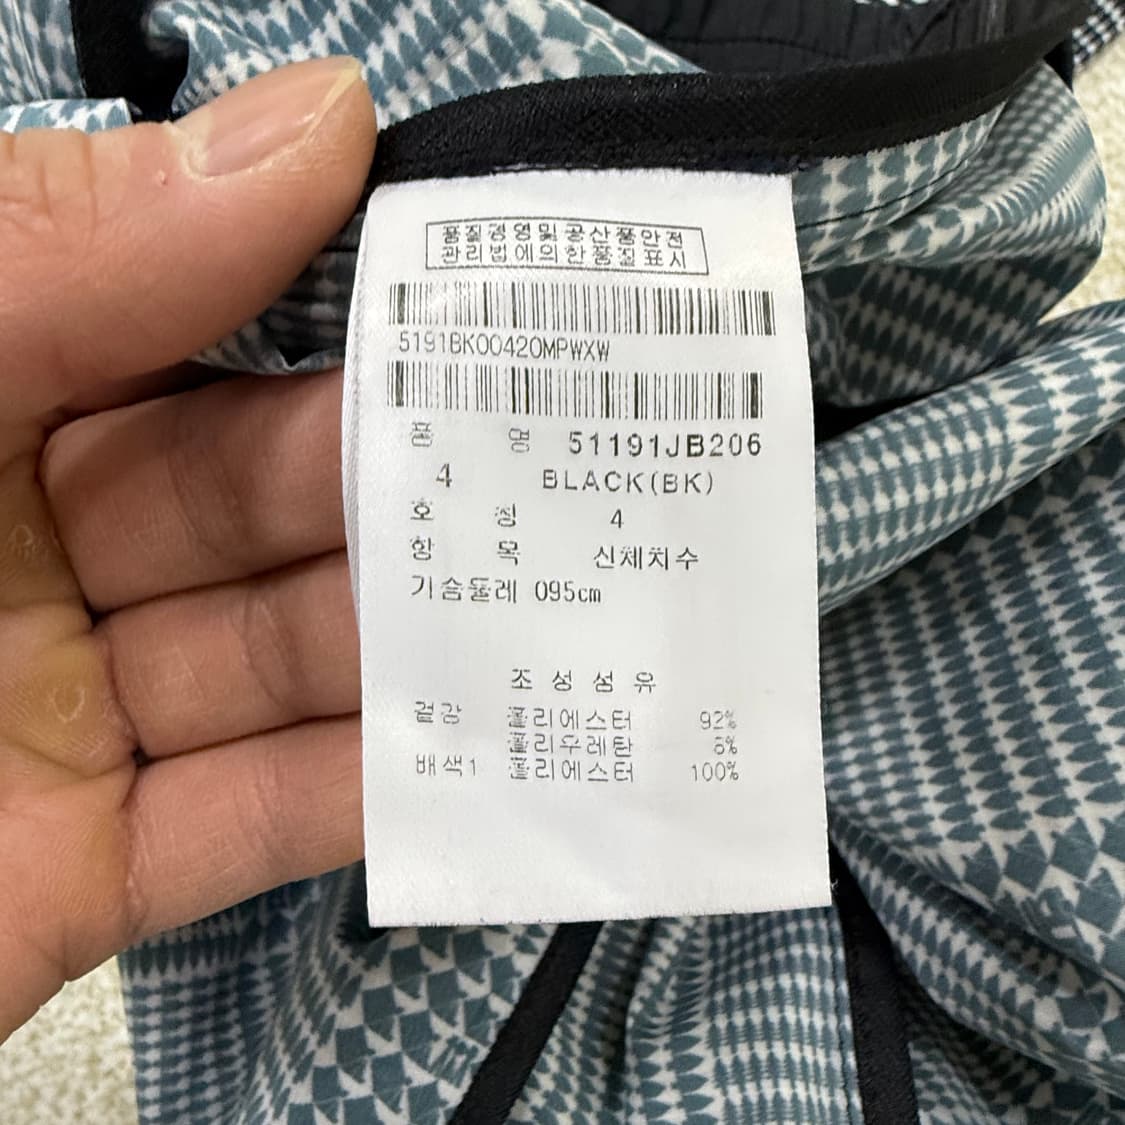 품질경영및공산품안전
관리법에의한품질표시
5191BK00420MPWXW
품 명 51191JB206
4 BLACK(BK)
호 칭 4
항 목 신체치수
가슴둘레 095cm
조 성 섬 유
겉감 폴리에스터 92%
폴리우레탄
배색1 폴리에스터 100%